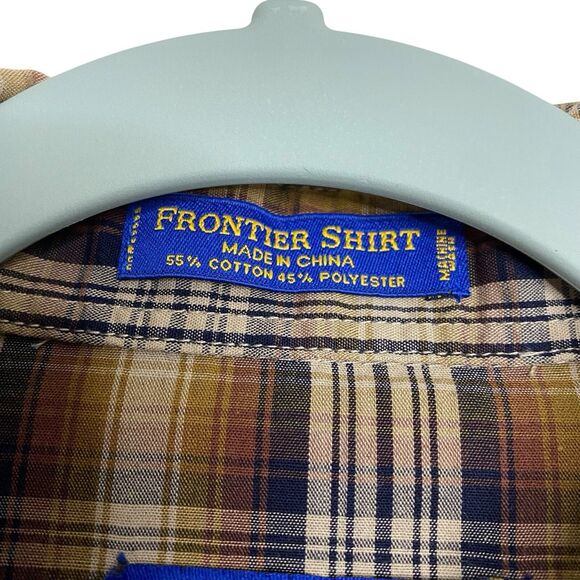 FRONTIER SHIRT
MADE IN CHINA
55% COTTON 45% POLYESTER
MACHINE
WASH